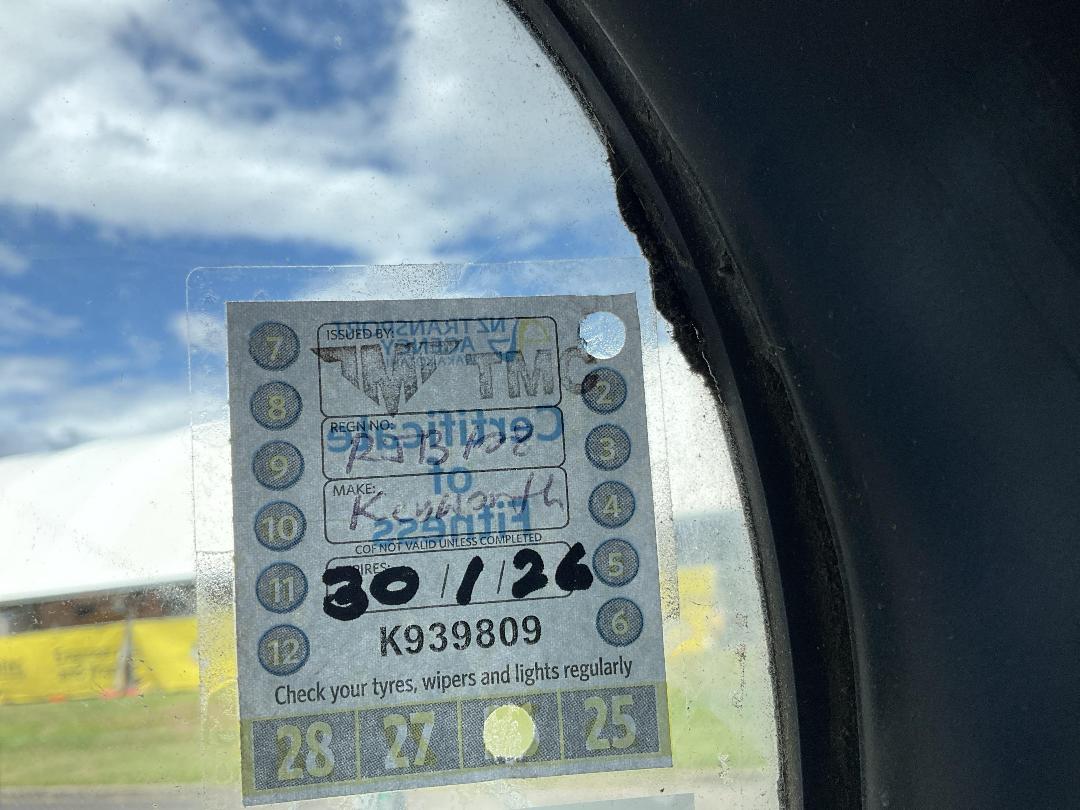 NZ TRANSPORT
AGENCY
Certificate
of
Fitness
ISSUED BY:
TMC
REGN NO:
MAKE: Kenworth
COF NOT VALID UNLESS COMPLETED
30 / 1 / 26
K939809
Check your tyres, wipers and lights regularly
7
8
9
10
11
12
2
3
4
5
6
28 27 25